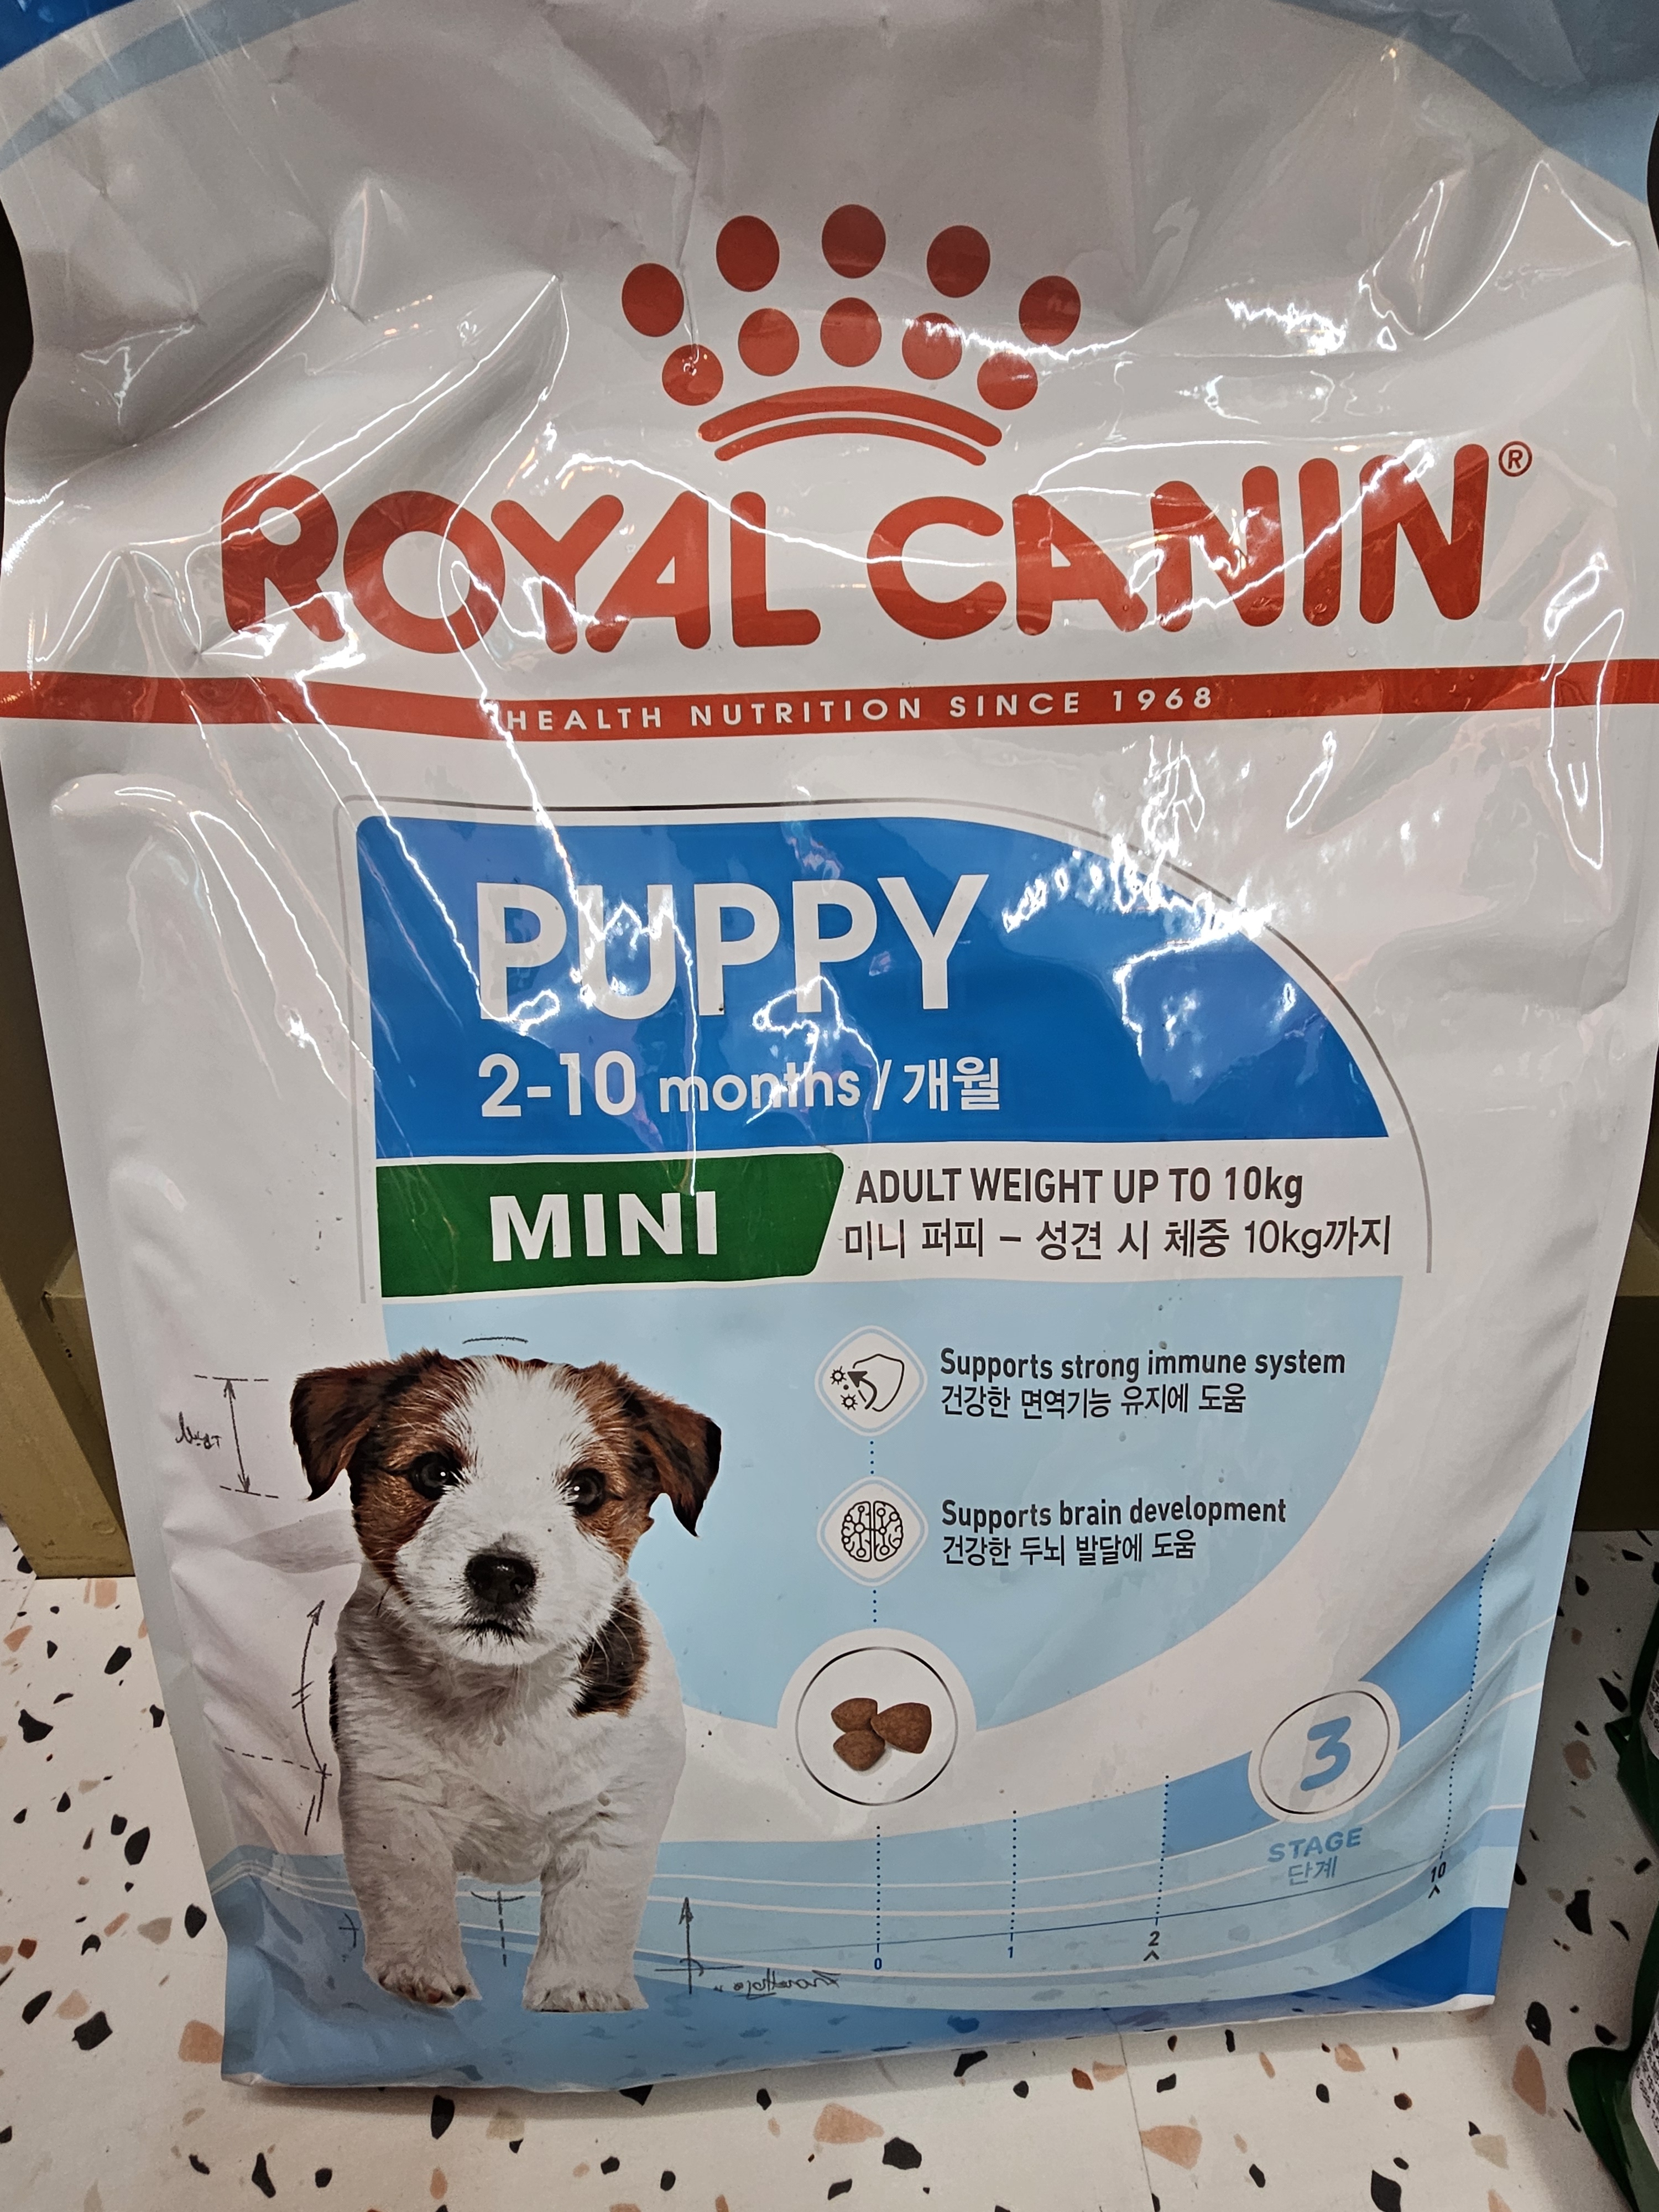 ROYAL CANIN®
HEALTH NUTRITION SINCE 1968
PUPPY
2-10 months / 개월
MINI
ADULT WEIGHT UP TO 10kg
미니 퍼피 – 성견 시 체중 10kg까지
Supports strong immune system
건강한 면역기능 유지에 도움
Supports brain development
건강한 두뇌 발달에 도움
3
STAGE
단계
0 1 2 10